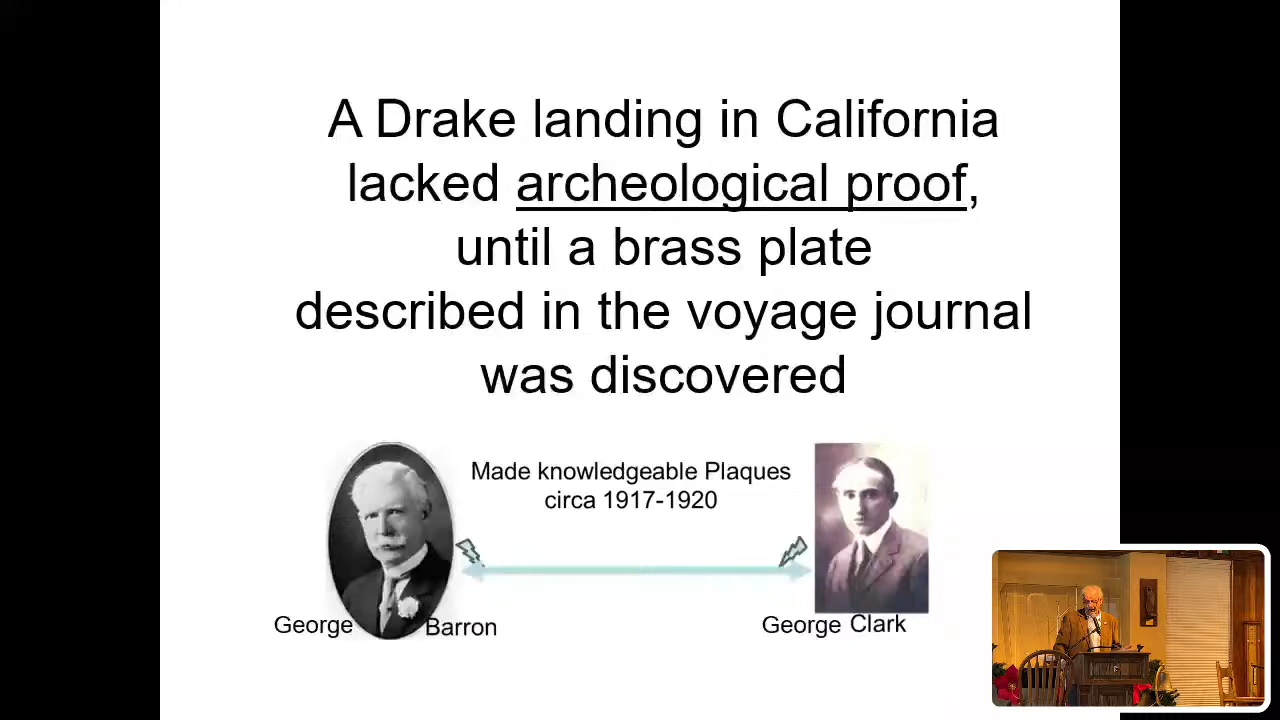 A Drake landing in California
lacked archeological proof,
until a brass plate
described in the voyage journal
was discovered
Made knowledgeable Plaques
circa 1917-1920
George Barron
George Clark